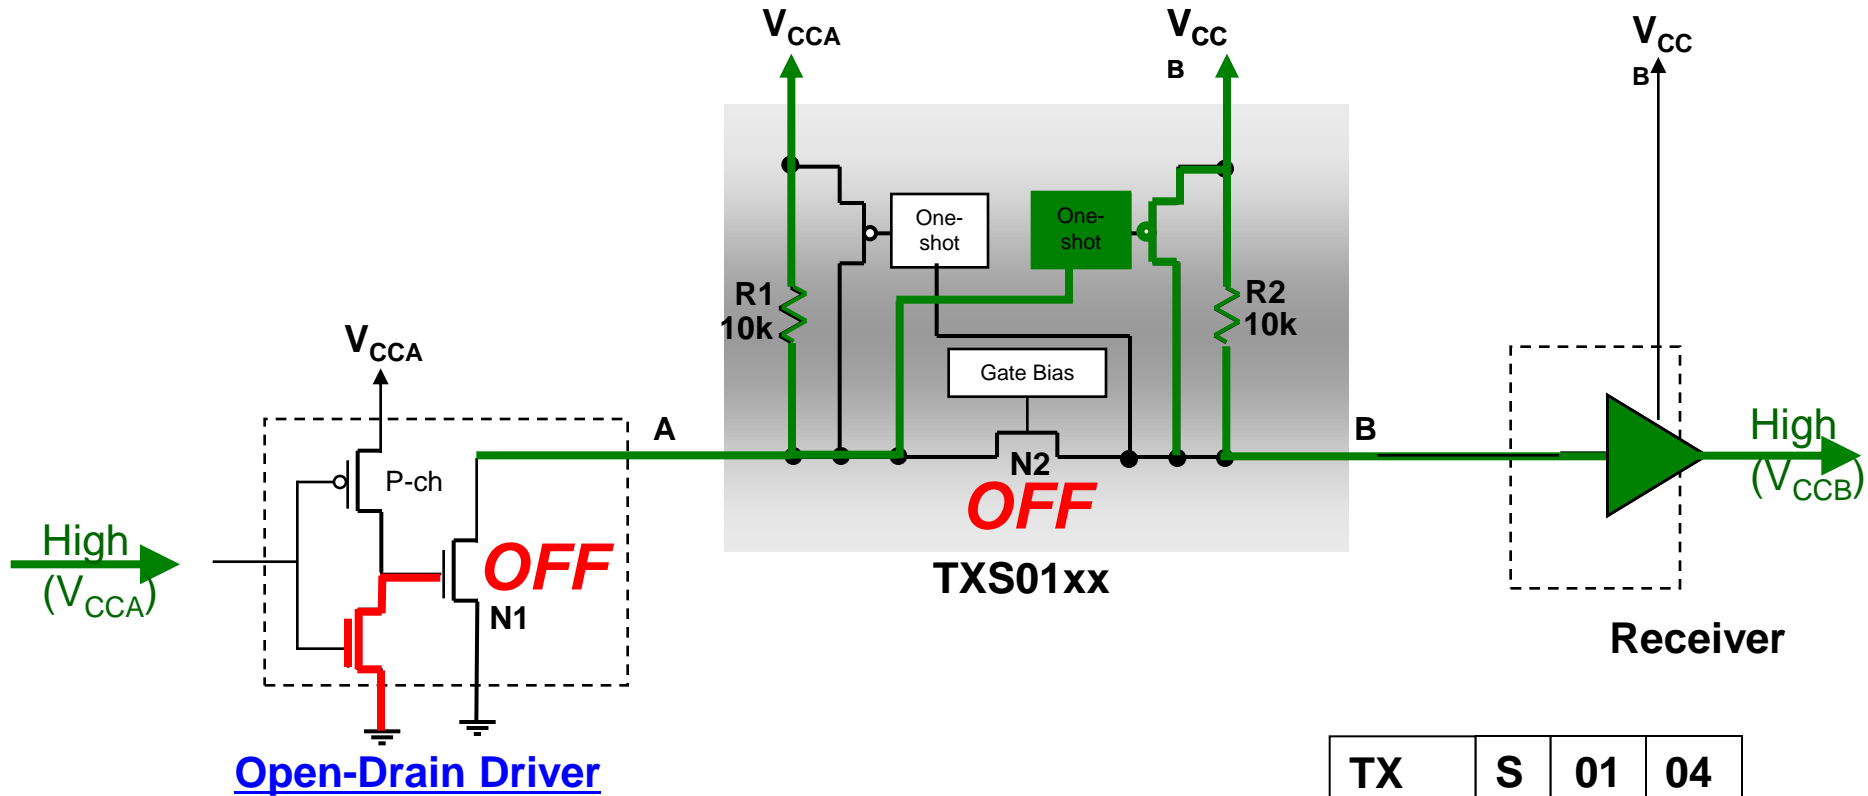 VCCA
VCC
B
VCC
B
One-
shot
One-
shot
R1
10k
R2
10k
VCCA
Gate Bias
A
B
High
(VCCB)
P-ch
N2
OFF
High
(VCCA)
OFF
N1
TXS01xx
Receiver
Open-Drain Driver
TX S 01 04